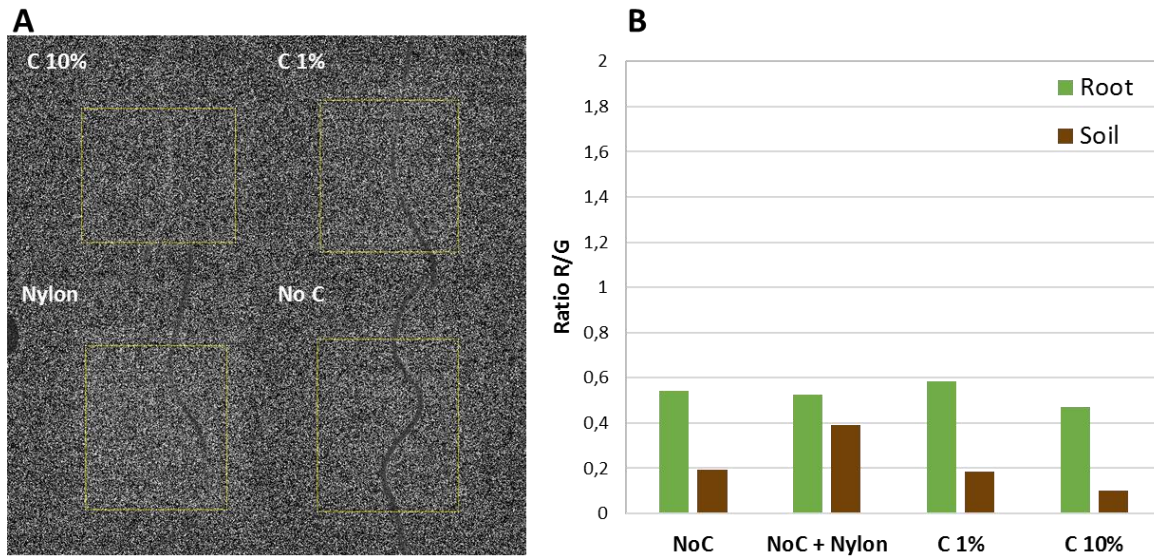 A
C 10%
C 1%
Nylon
No C
B
Ratio R/G
2
1,8
1,6
1,4
1,2
1
0,8
0,6
0,4
0,2
0
Root
Soil
NoC
NoC + Nylon
C 1%
C 10%